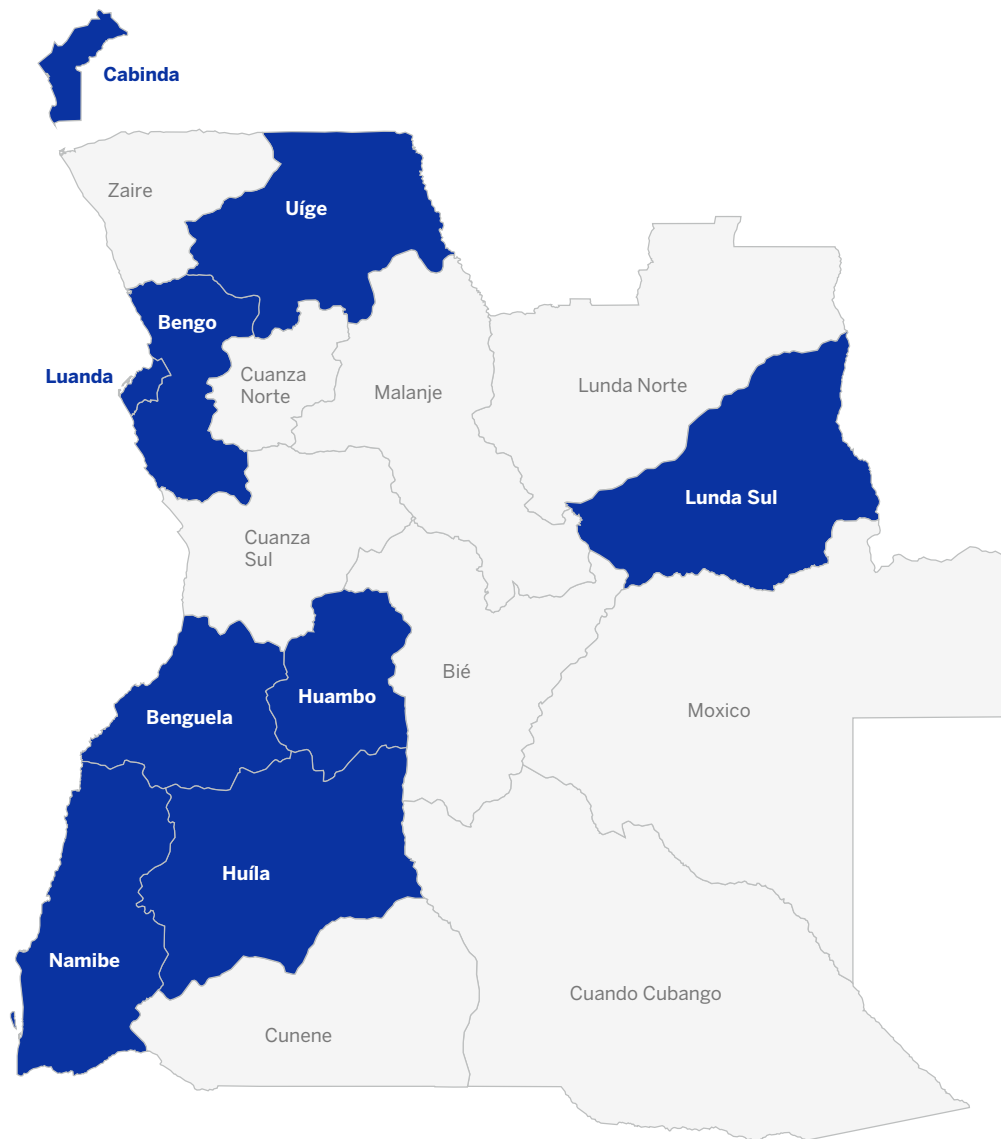 Cabinda
Zaire
Uíge
Bengo
Luanda
Cuanza
Norte
Malanje
Lunda Norte
Lunda Sul
Cuanza
Sul
Bié
Huambo
Benguela
Moxico
Huíla
Namibe
Cuando Cubango
Cunene